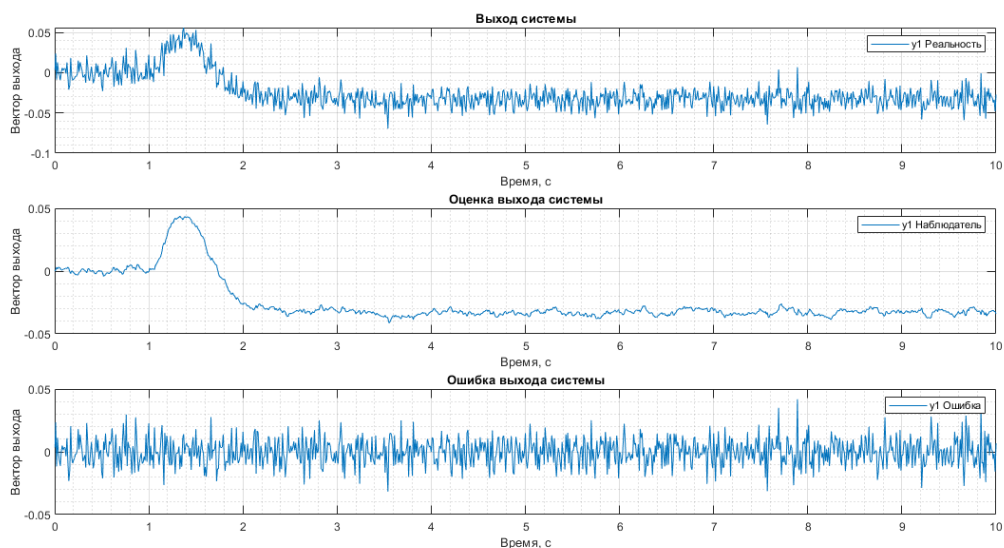 Выход системы
0.05
0
-0.05
-0.1
Вектор выхода
y1 Реальность
0 1 2 3 4 5 6 7 8 9 10
Время, с
Оценка выхода системы
0.05
0
-0.05
Вектор выхода
y1 Наблюдатель
0 1 2 3 4 5 6 7 8 9 10
Время, с
Ошибка выхода системы
0.05
0
-0.05
Вектор выхода
y1 Ошибка
0 1 2 3 4 5 6 7 8 9 10
Время, с